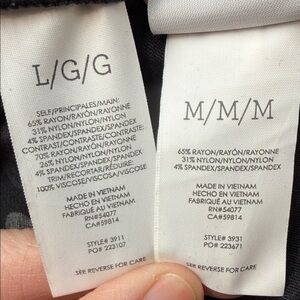 L/G/G
SELF/PRINCIPALES/MAIN:
65% RAYON/RAYON/RAYONNE
31% NYLON/NYLON/NYLON
4% SPANDEX/SPANDEX/SPANDEX
CONTRAST/CONTRASTE/CONTRASTE:
70% RAYON/RAYON/RAYONNE
26% NYLON/NYLON/NYLON
4% SPANDEX/SPANDEX/SPANDEX
TRIM/RECORTAR/RÉDUIRE:
100% VISCOSE/VISCOSE/VISCOSE
MADE IN VIETNAM
HECHO EN VIETNAM
FABRIQUÉ AU VIETNAM
RN#54077
CA#59814
STYLE# 3911
PO# 223107
SEE REVERSE FOR CARE
M/M/M
65% RAYON/RAYON/RAYONNE
31% NYLON/NYLON/NYLON
4% SPANDEX/SPANDEX/SPANDEX
MADE IN VIETNAM
HECHO EN VIETNAM
FABRIQUÉ AU VIETNAM
RN#54077
CA#59814
STYLE# 3931
PO# 223671
SEE REVERSE FOR CARE